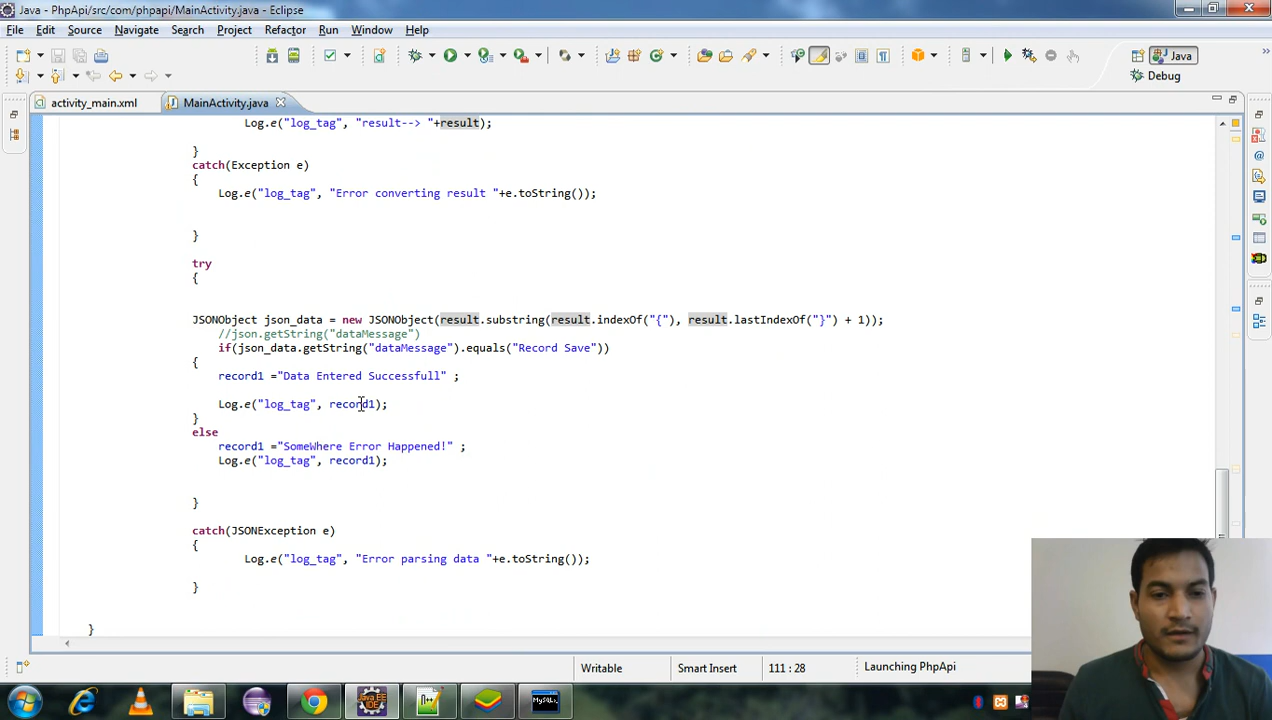 Java - PhpApi/src/com/phpapi/MainActivity.java - Eclipse
File Edit Source Navigate Search Project Refactor Run Window Help
Java
Debug
activity_main.xml MainActivity.java
Log.e("log_tag", "result--> "+result);
}
catch(Exception e)
{
Log.e("log_tag", "Error converting result "+e.toString());
}
try
{
JSONObject json_data = new JSONObject(result.substring(result.indexOf("{"), result.lastIndexOf("}") + 1));
//json.getString("dataMessage")
if(json_data.getString("dataMessage").equals("Record Save"))
{
record1 ="Data Entered Successfull" ;
Log.e("log_tag", record1);
}
else
record1 ="SomeWhere Error Happened!" ;
Log.e("log_tag", record1);
}
catch(JSONException e)
{
Log.e("log_tag", "Error parsing data "+e.toString());
}
}
Writable Smart Insert 111 : 28 Launching PhpApi